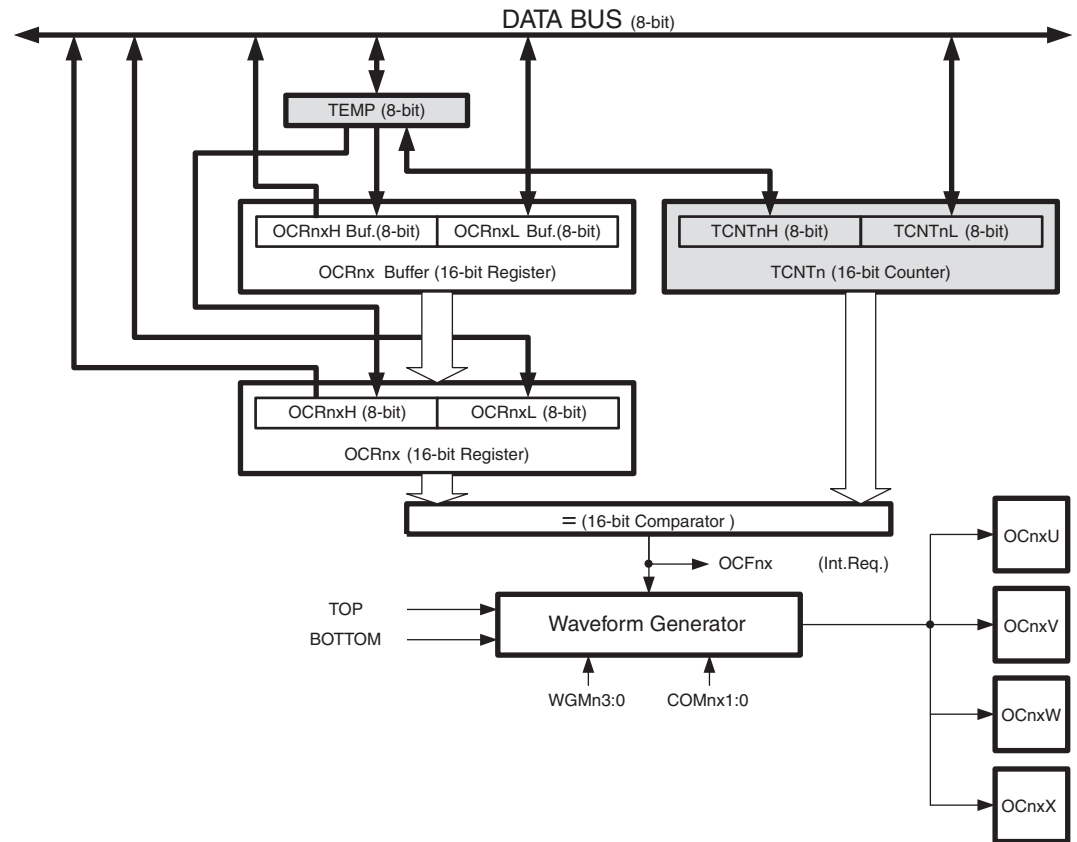 DATA BUS (8-bit)
TEMP (8-bit)
OCRnxH Buf.(8-bit) OCRnxL Buf.(8-bit)
OCRnx Buffer (16-bit Register)
TCNTnH (8-bit) TCNTnL (8-bit)
TCNTn (16-bit Counter)
OCRnxH (8-bit) OCRnxL (8-bit)
OCRnx (16-bit Register)
= (16-bit Comparator )
OCFnx (Int.Req.)
TOP
BOTTOM
Waveform Generator
WGMn3:0 COMnx1:0
OCnxU
OCnxV
OCnxW
OCnxX